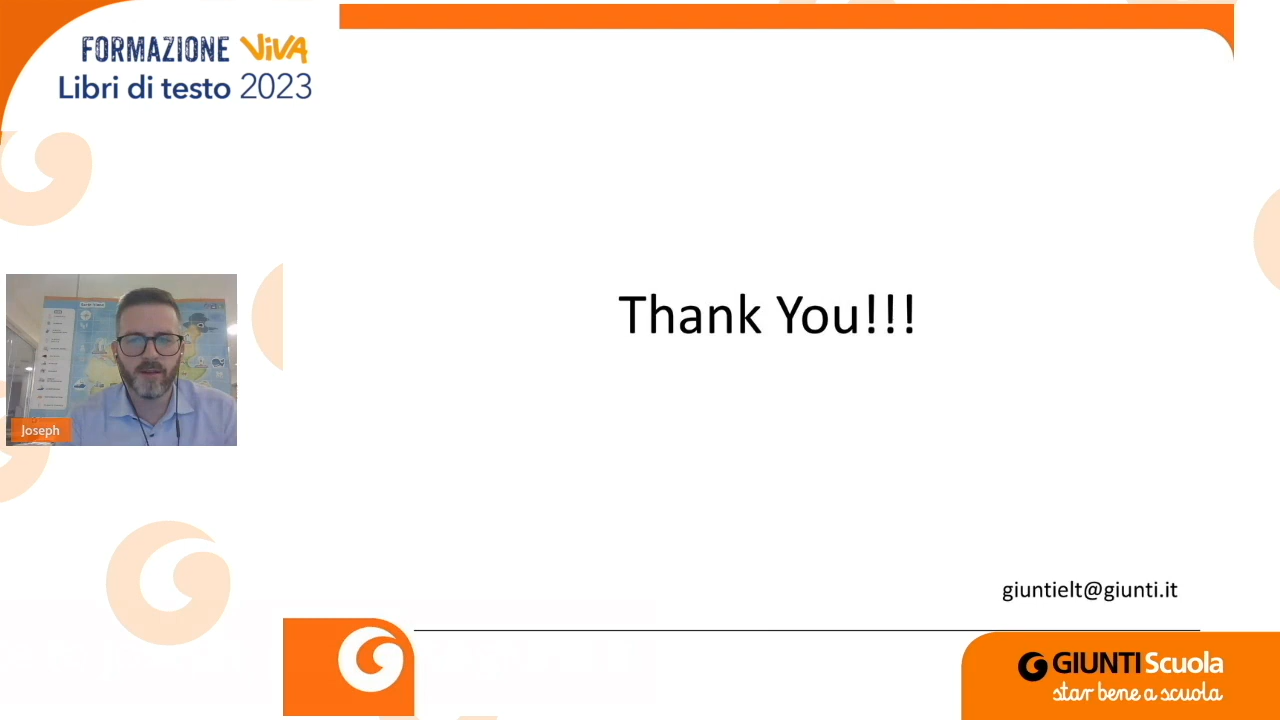 FORMAZIONE VIVA
Libri di testo 2023
Thank You!!!
Joseph
giuntielt@giunti.it
GIUNTI Scuola
star bene a scuola